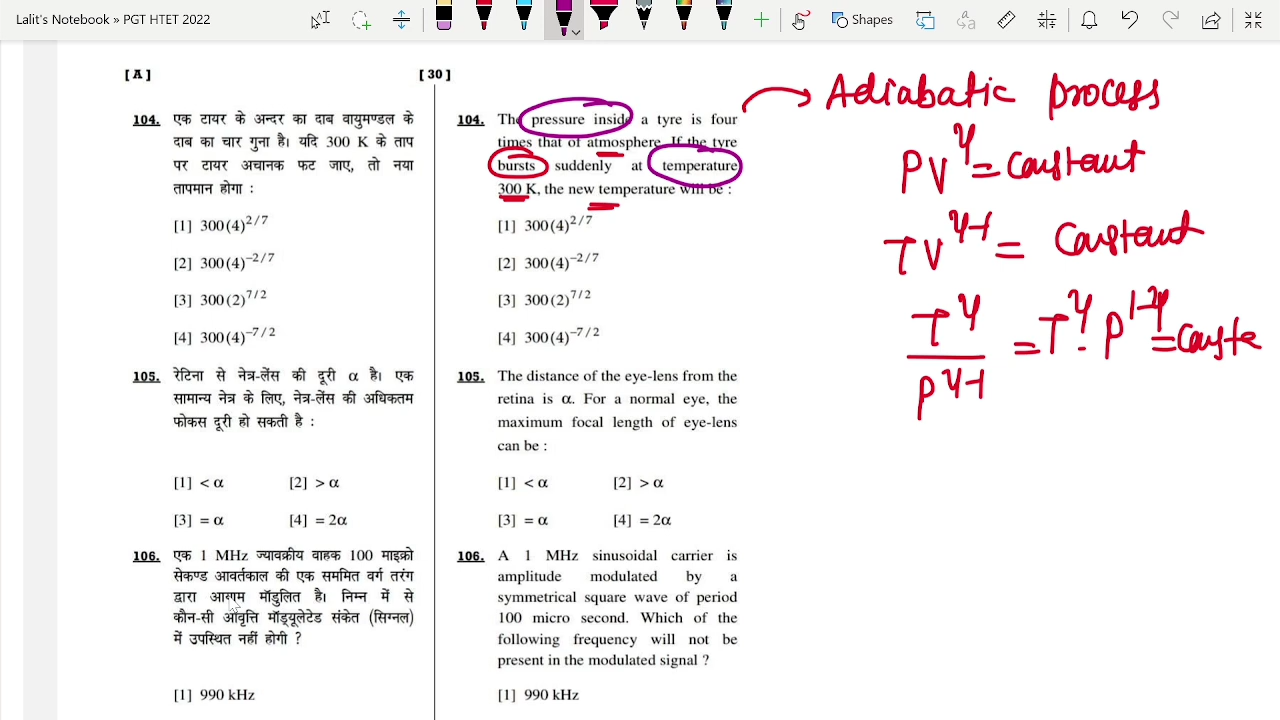 Lalit's Notebook » PGT HTET 2022
Shapes
[ A ]
[ 30 ]
104. एक टायर के अन्दर का दाब वायुमण्डल के
दाब का चार गुना है। यदि 300 K के ताप
पर टायर अचानक फट जाए, तो नया
तापमान होगा :
[1] 300(4)^2/7
[2] 300(4)^−2/7
[3] 300(2)^7/2
[4] 300(4)^−7/2
105. रेटिना से नेत्र-लेंस की दूरी α है। एक
सामान्य नेत्र के लिए, नेत्र-लेंस की अधिकतम
फोकस दूरी हो सकती है :
[1] < α [2] > α
[3] = α [4] = 2α
106. एक 1 MHz ज्यावक्रीय वाहक 100 माइक्रो
सेकण्ड आवर्तकाल की एक सममित वर्ग तरंग
द्वारा आयाम मॉडुलित है। निम्न में से
कौन-सी आवृत्ति मॉड्यूलेटेड संकेत (सिग्नल)
में उपस्थित नहीं होगी ?
[1] 990 kHz
104. The pressure inside a tyre is four
times that of atmosphere. If the tyre
bursts suddenly at temperature
300 K, the new temperature will be :
[1] 300(4)^2/7
[2] 300(4)^−2/7
[3] 300(2)^7/2
[4] 300(4)^−7/2
105. The distance of the eye-lens from the
retina is α. For a normal eye, the
maximum focal length of eye-lens
can be :
[1] < α [2] > α
[3] = α [4] = 2α
106. A 1 MHz sinusoidal carrier is
amplitude modulated by a
symmetrical square wave of period
100 micro second. Which of the
following frequency will not be
present in the modulated signal ?
[1] 990 kHz
Adiabatic process
PV^γ = constant
TV^γ-1 = Constant
T^γ / P^γ-1 = T^γ. P^1-γ = Conste